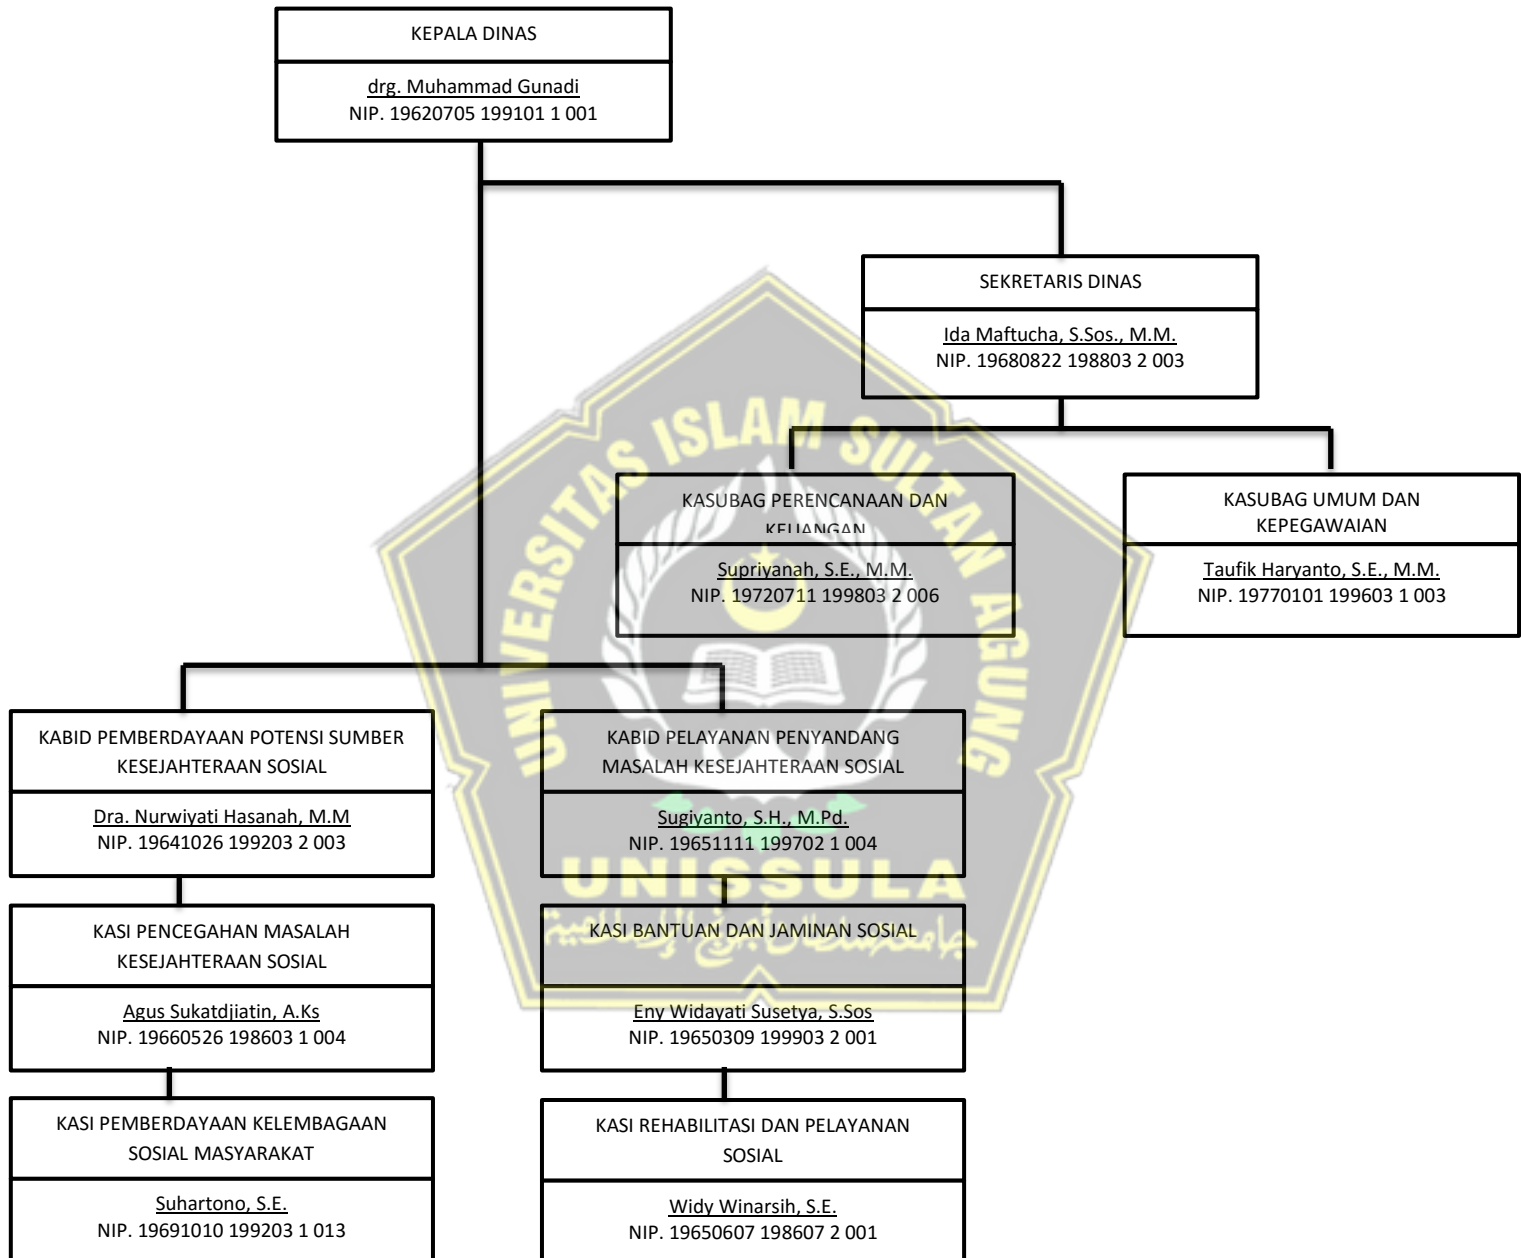 KEPALA DINAS
drg. Muhammad Gunadi
NIP. 19620705 199101 1 001
SEKRETARIS DINAS
Ida Maftucha, S.Sos., M.M.
NIP. 19680822 198803 2 003
KASUBAG PERENCANAAN DAN
KEUANGAN
Supriyanah, S.E., M.M.
NIP. 19720711 199803 2 006
KASUBAG UMUM DAN
KEPEGAWAIAN
Taufik Haryanto, S.E., M.M.
NIP. 19770101 199603 1 003
KABID PEMBERDAYAAN POTENSI SUMBER
KESEJAHTERAAN SOSIAL
Dra. Nurwiyati Hasanah, M.M
NIP. 19641026 199203 2 003
KABID PELAYANAN PENYANDANG
MASALAH KESEJAHTERAAN SOSIAL
Sugiyanto, S.H., M.Pd.
NIP. 19651111 199702 1 004
KASI PENCEGAHAN MASALAH
KESEJAHTERAAN SOSIAL
Agus Sukatdjiatin, A.Ks
NIP. 19660526 198603 1 004
KASI BANTUAN DAN JAMINAN SOSIAL
Eny Widayati Susetya, S.Sos
NIP. 19650309 199903 2 001
KASI PEMBERDAYAAN KELEMBAGAAN
SOSIAL MASYARAKAT
Suhartono, S.E.
NIP. 19691010 199203 1 013
KASI REHABILITASI DAN PELAYANAN
SOSIAL
Widy Winarsih, S.E.
NIP. 19650607 198607 2 001
UNIVERSITAS ISLAM SULTAN AGUNG
UNISSULA
جامعتسلطان أجونج الإسلامية